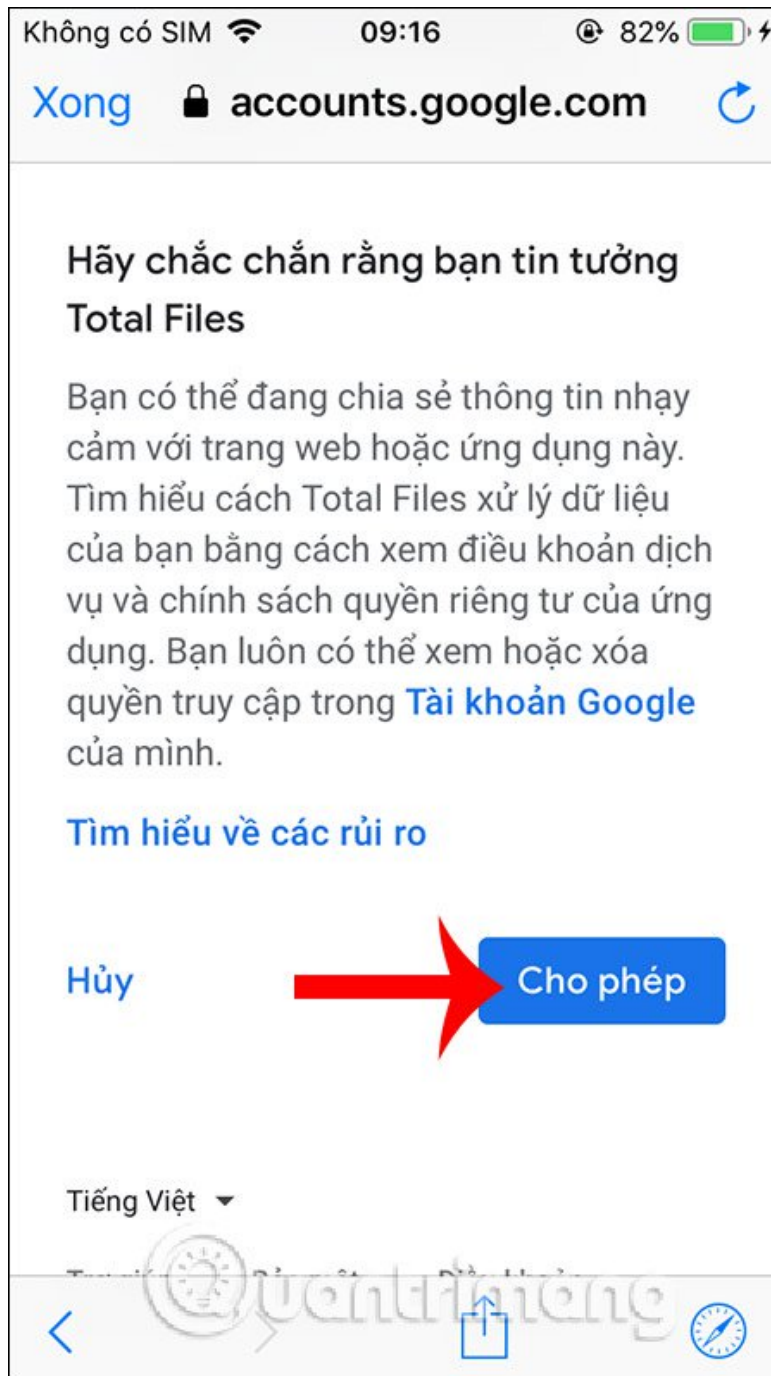 Không có SIM 09:16 82%
Xong accounts.google.com
Hãy chắc chắn rằng bạn tin tưởng
Total Files
Bạn có thể đang chia sẻ thông tin nhạy
cảm với trang web hoặc ứng dụng này.
Tìm hiểu cách Total Files xử lý dữ liệu
của bạn bằng cách xem điều khoản dịch
vụ và chính sách quyền riêng tư của ứng
dụng. Bạn luôn có thể xem hoặc xóa
quyền truy cập trong Tài khoản Google
của mình.
Tìm hiểu về các rủi ro
Hủy Cho phép
Tiếng Việt
Quantrimang